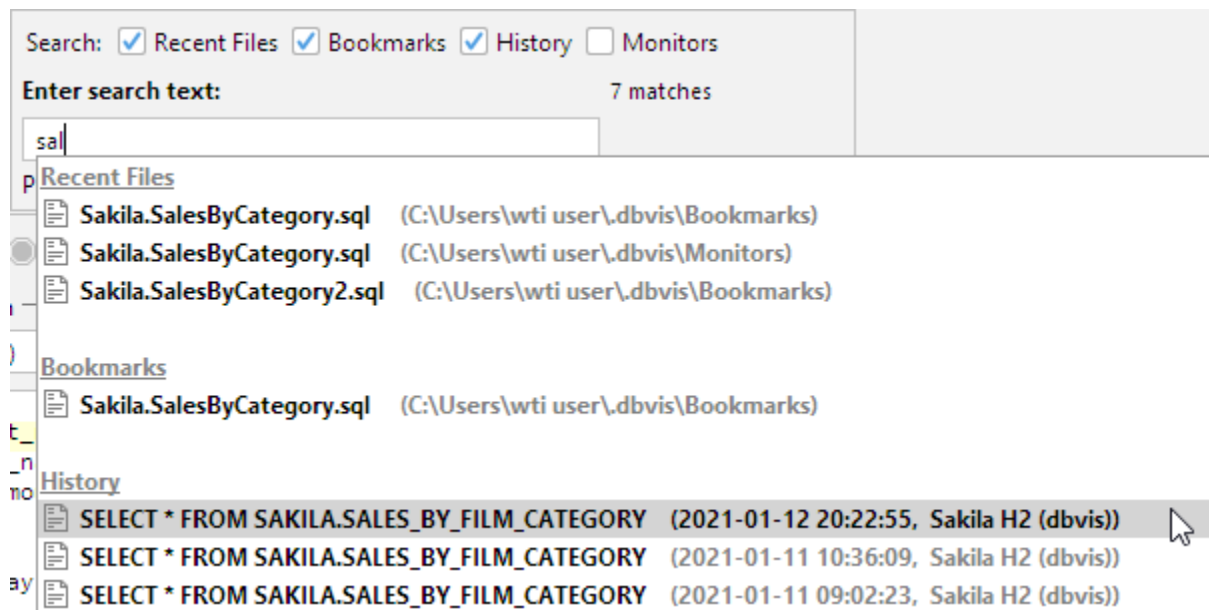 Search: Recent Files Bookmarks History Monitors
Enter search text: 7 matches
sal
Recent Files
Sakila.SalesByCategory.sql (C:\Users\wti user\.dbvis\Bookmarks)
Sakila.SalesByCategory.sql (C:\Users\wti user\.dbvis\Monitors)
Sakila.SalesByCategory2.sql (C:\Users\wti user\.dbvis\Bookmarks)
Bookmarks
Sakila.SalesByCategory.sql (C:\Users\wti user\.dbvis\Bookmarks)
History
SELECT * FROM SAKILA.SALES_BY_FILM_CATEGORY (2021-01-12 20:22:55, Sakila H2 (dbvis))
SELECT * FROM SAKILA.SALES_BY_FILM_CATEGORY (2021-01-11 10:36:09, Sakila H2 (dbvis))
SELECT * FROM SAKILA.SALES_BY_FILM_CATEGORY (2021-01-11 09:02:23, Sakila H2 (dbvis))